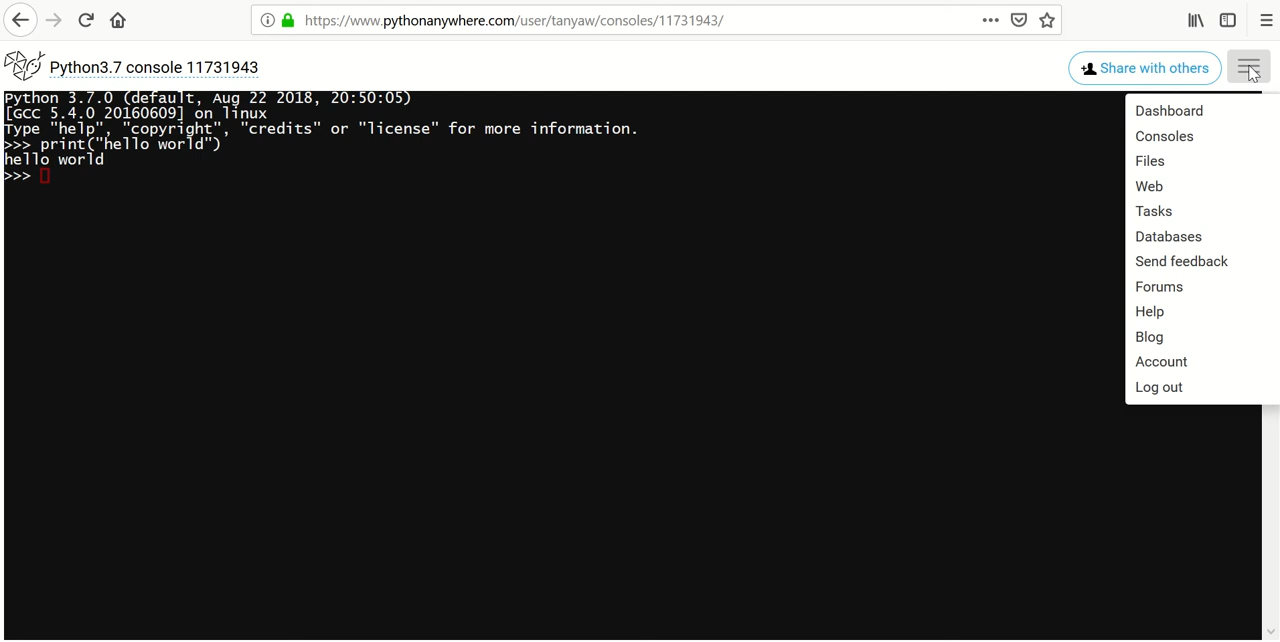 https://www.pythonanywhere.com/user/tanyaw/consoles/11731943/
Python3.7 console 11731943
Share with others
Python 3.7.0 (default, Aug 22 2018, 20:50:05)
[GCC 5.4.0 20160609] on linux
Type "help", "copyright", "credits" or "license" for more information.
>>> print("hello world")
hello world
>>>
Dashboard
Consoles
Files
Web
Tasks
Databases
Send feedback
Forums
Help
Blog
Account
Log out